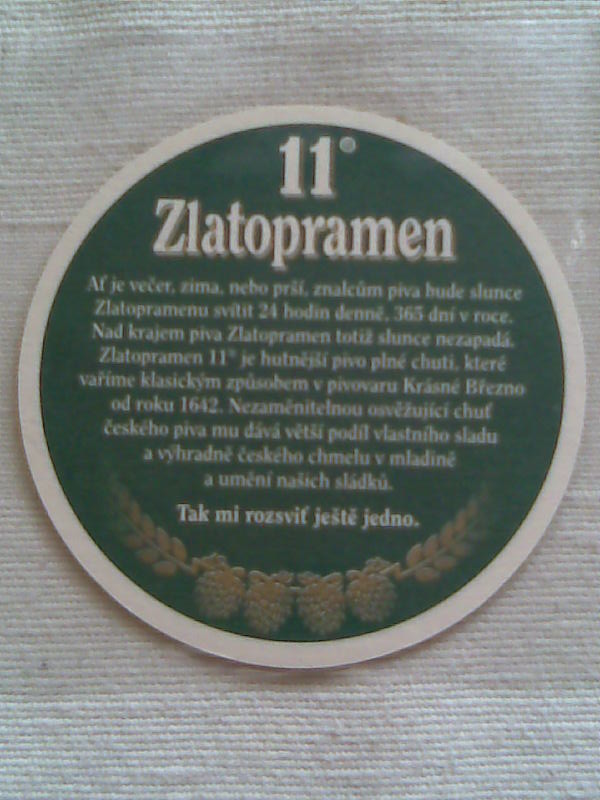 11°
Zlatopramen
Ať je večer, zima, nebo prší, znalcům piva bude slunce
Zlatopramenu svítit 24 hodin denně, 365 dní v roce.
Nad krajem piva Zlatopramen totiž slunce nezapadá.
Zlatopramen 11° je hutnější pivo plné chuti, které
vaříme klasickým způsobem v pivovaru Krásné Březno
od roku 1642. Nezaměnitelnou osvěžující chuť
českého piva mu dává větší podíl vlastního sladu
a výhradně českého chmelu v mladině
a umění našich sládků.
Tak mi rozsviť ještě jedno.